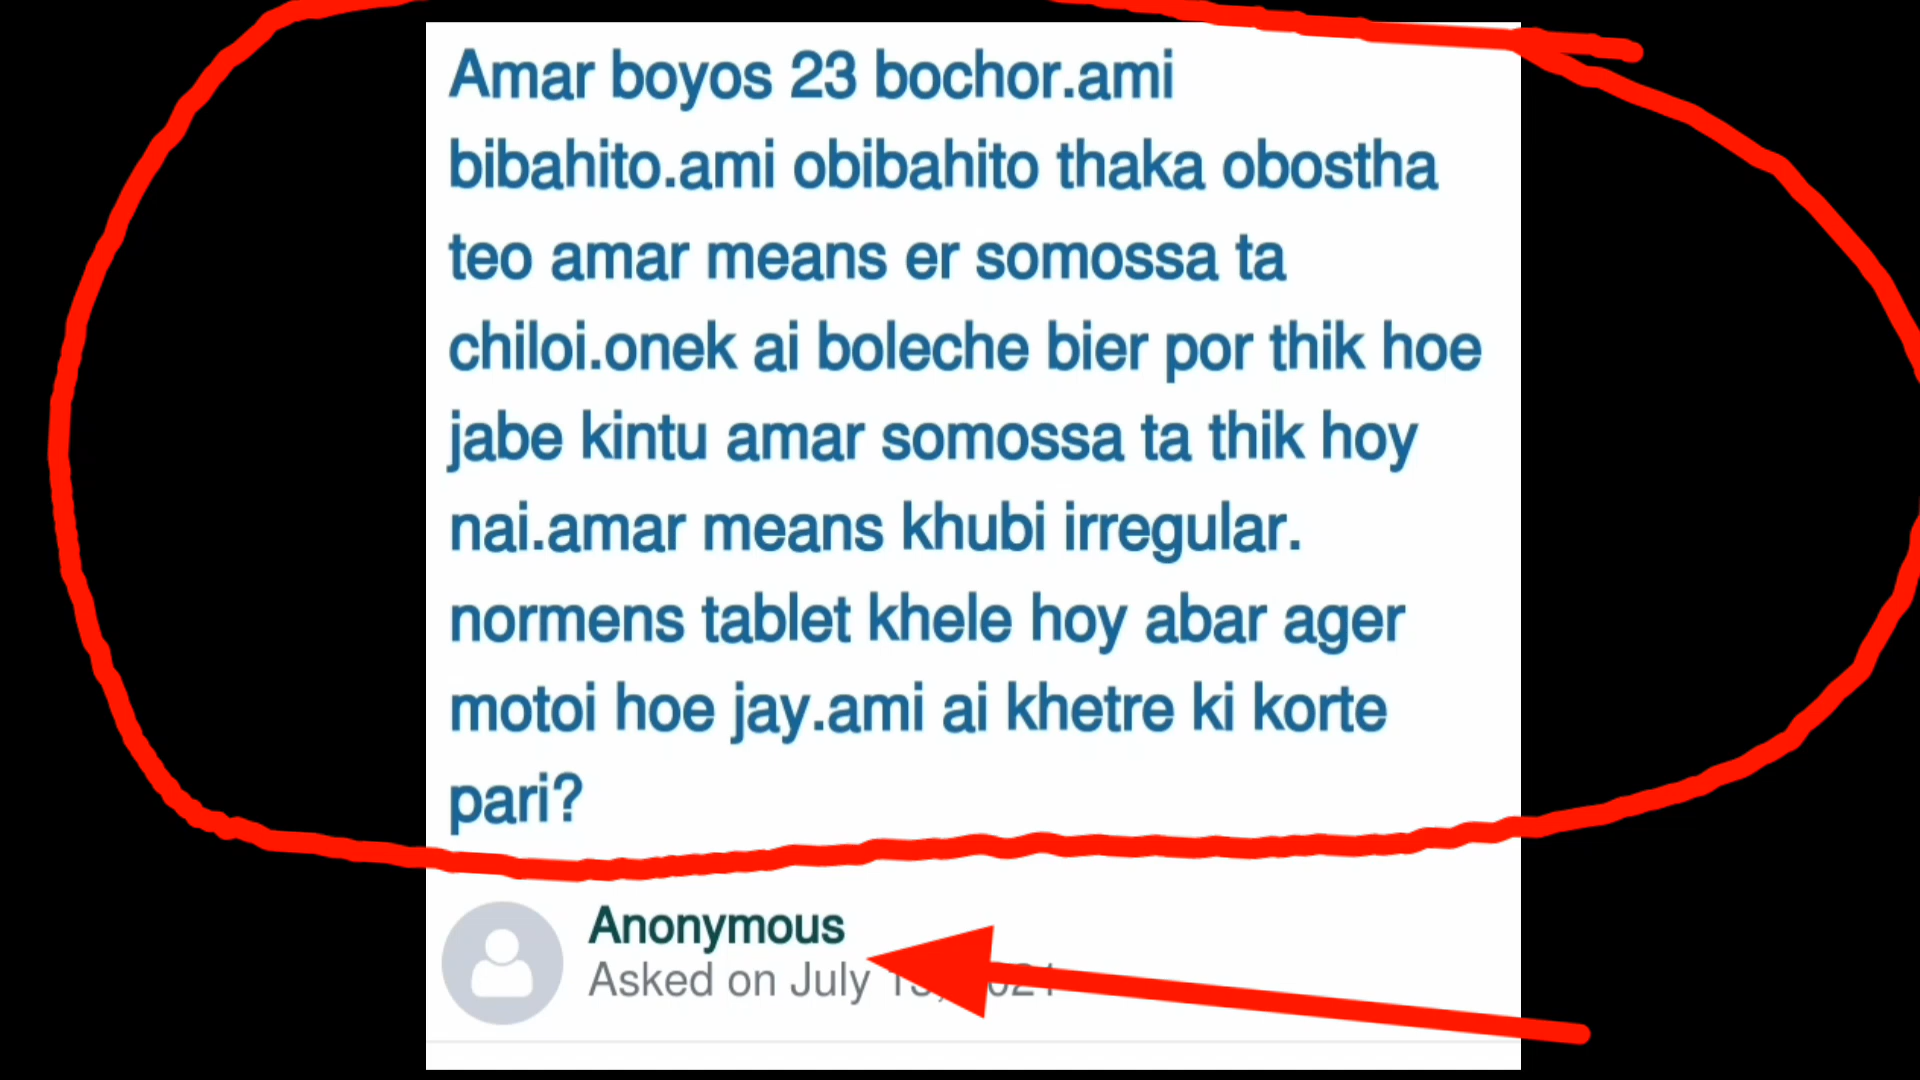 Amar boyos 23 bochor.ami
bibahito.ami obibahito thaka obostha
teo amar means er somossa ta
chiloi.onek ai boleche bier por thik hoe
jabe kintu amar somossa ta thik hoy
nai.amar means khubi irregular.
normens tablet khele hoy abar ager
motoi hoe jay.ami ai khetre ki korte
pari?
Anonymous
Asked on July